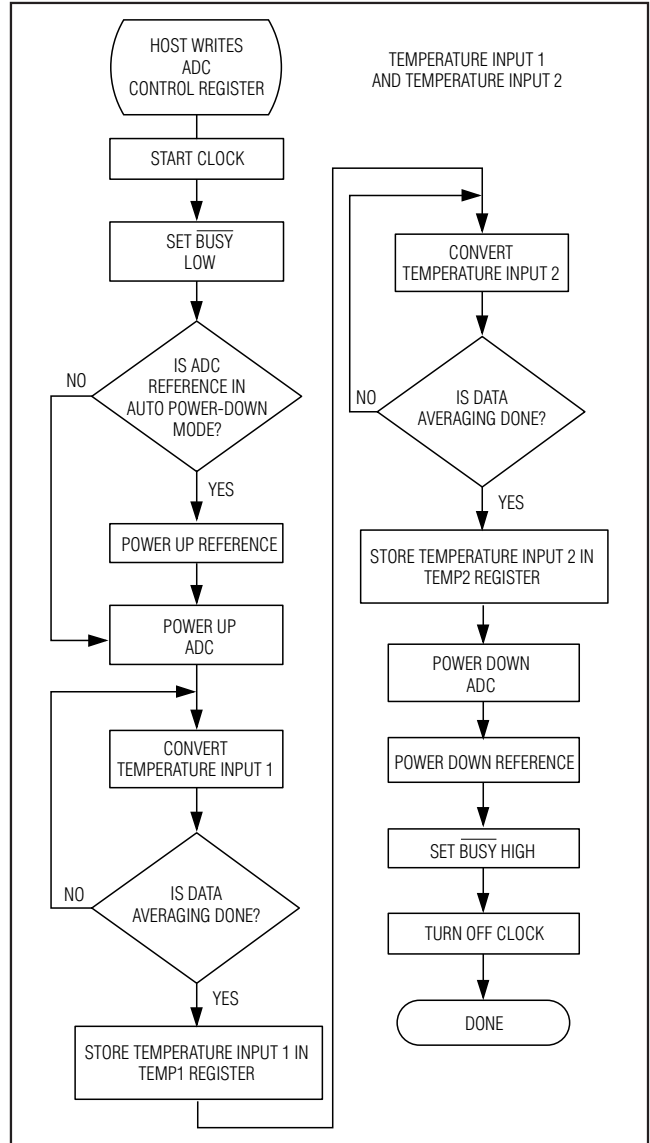 HOST WRITES
ADC
CONTROL REGISTER
START CLOCK
SET B̅U̅S̅Y̅
LOW
IS ADC
REFERENCE IN
AUTO POWER-DOWN
MODE?
NO
YES
POWER UP REFERENCE
POWER UP
ADC
CONVERT
TEMPERATURE INPUT 1
IS DATA
AVERAGING DONE?
NO
YES
STORE TEMPERATURE INPUT 1 IN
TEMP1 REGISTER
TEMPERATURE INPUT 1
AND TEMPERATURE INPUT 2
CONVERT
TEMPERATURE INPUT 2
IS DATA
AVERAGING DONE?
NO
YES
STORE TEMPERATURE INPUT 2 IN
TEMP2 REGISTER
POWER DOWN
ADC
POWER DOWN REFERENCE
SET B̅U̅S̅Y̅ HIGH
TURN OFF CLOCK
DONE